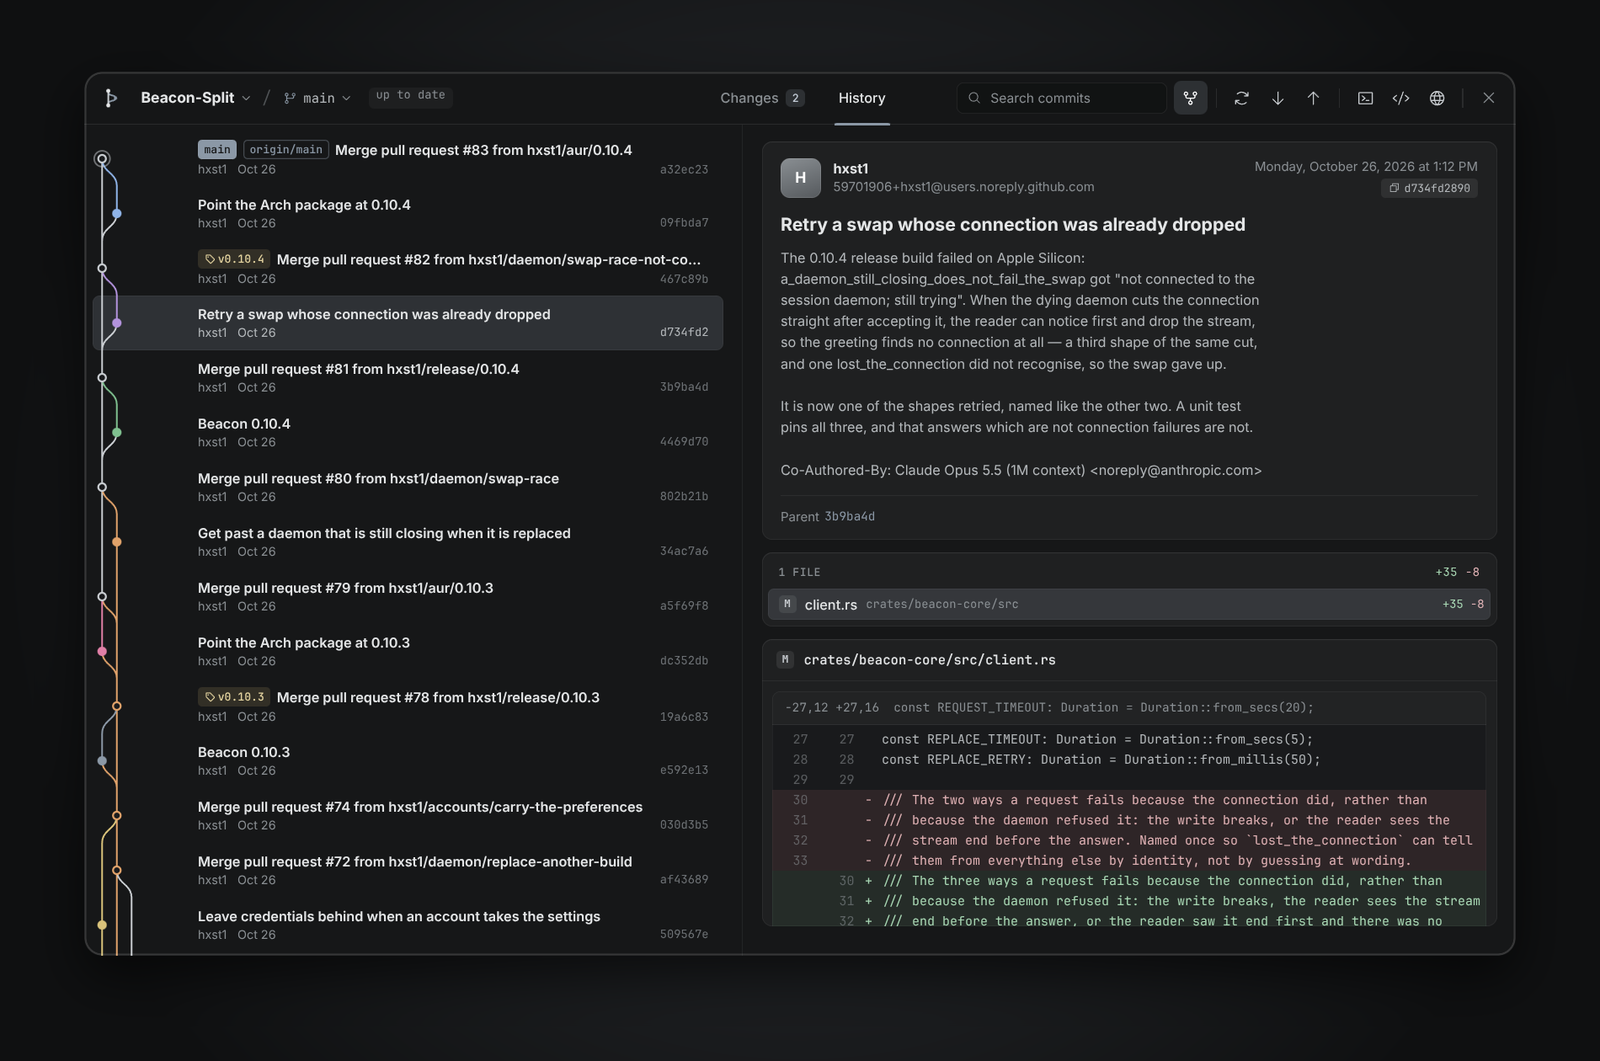 Beacon-Split / main up to date
Changes 2 History
Search commits
main origin/main Merge pull request #83 from hxst1/aur/0.10.4
hxst1 Oct 26 a32ec23
Point the Arch package at 0.10.4
hxst1 Oct 26 09fbda7
v0.10.4 Merge pull request #82 from hxst1/daemon/swap-race-not-co...
hxst1 Oct 26 467c89b
Retry a swap whose connection was already dropped
hxst1 Oct 26 d734fd2
Merge pull request #81 from hxst1/release/0.10.4
hxst1 Oct 26 3b9ba4d
Beacon 0.10.4
hxst1 Oct 26 4469d70
Merge pull request #80 from hxst1/daemon/swap-race
hxst1 Oct 26 802b21b
Get past a daemon that is still closing when it is replaced
hxst1 Oct 26 34ac7a6
Merge pull request #79 from hxst1/aur/0.10.3
hxst1 Oct 26 a5f69f8
Point the Arch package at 0.10.3
hxst1 Oct 26 dc352db
v0.10.3 Merge pull request #78 from hxst1/release/0.10.3
hxst1 Oct 26 19a6c83
Beacon 0.10.3
hxst1 Oct 26 e592e13
Merge pull request #74 from hxst1/accounts/carry-the-preferences
hxst1 Oct 26 030d3b5
Merge pull request #72 from hxst1/daemon/replace-another-build
hxst1 Oct 26 af43689
Leave credentials behind when an account takes the settings
hxst1 Oct 26 509567e
H
hxst1
59701906+hxst1@users.noreply.github.com
Monday, October 26, 2026 at 1:12 PM
d734fd2890
Retry a swap whose connection was already dropped
The 0.10.4 release build failed on Apple Silicon:
a_daemon_still_closing_does_not_fail_the_swap got "not connected to the
session daemon; still trying". When the dying daemon cuts the connection
straight after accepting it, the reader can notice first and drop the stream,
so the greeting finds no connection at all — a third shape of the same cut,
and one lost_the_connection did not recognise, so the swap gave up.
It is now one of the shapes retried, named like the other two. A unit test
pins all three, and that answers which are not connection failures are not.
Co-Authored-By: Claude Opus 5.5 (1M context) <noreply@anthropic.com>
Parent 3b9ba4d
1 FILE +35 -8
M client.rs crates/beacon-core/src +35 -8
M crates/beacon-core/src/client.rs
-27,12 +27,16 const REQUEST_TIMEOUT: Duration = Duration::from_secs(20);
27 27 const REPLACE_TIMEOUT: Duration = Duration::from_secs(5);
28 28 const REPLACE_RETRY: Duration = Duration::from_millis(50);
29 29
30 - /// The two ways a request fails because the connection did, rather than
31 - /// because the daemon refused it: the write breaks, or the reader sees the
32 - /// stream end before the answer. Named once so `lost_the_connection` can tell
33 - /// them from everything else by identity, not by guessing at wording.
30 + /// The three ways a request fails because the connection did, rather than
31 + /// because the daemon refused it: the write breaks, the reader sees the stream
32 + /// end before the answer, or the reader saw it end first and there was no